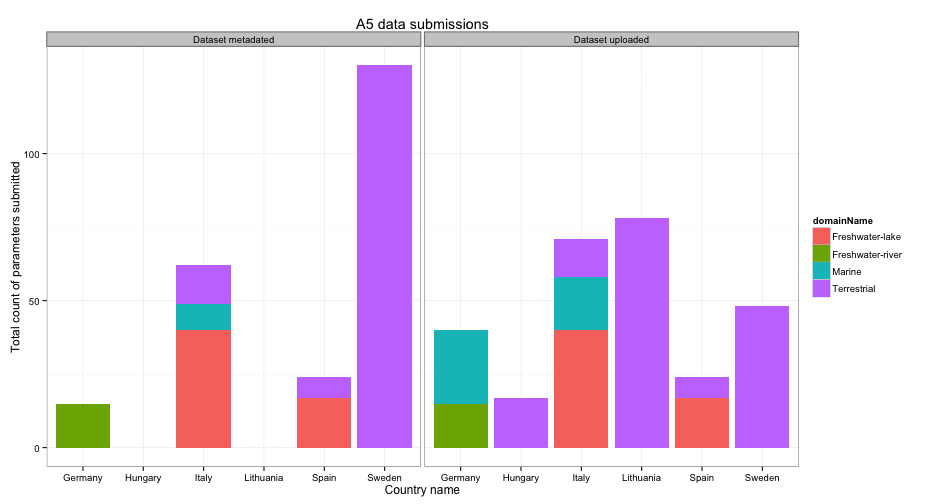 A5 data submissions
Dataset metadated
Dataset uploaded
Total count of parameters submitted
100
50
0
Germany Hungary Italy Lithuania Spain Sweden
Germany Hungary Italy Lithuania Spain Sweden
Country name
domainName
Freshwater-lake
Freshwater-river
Marine
Terrestrial